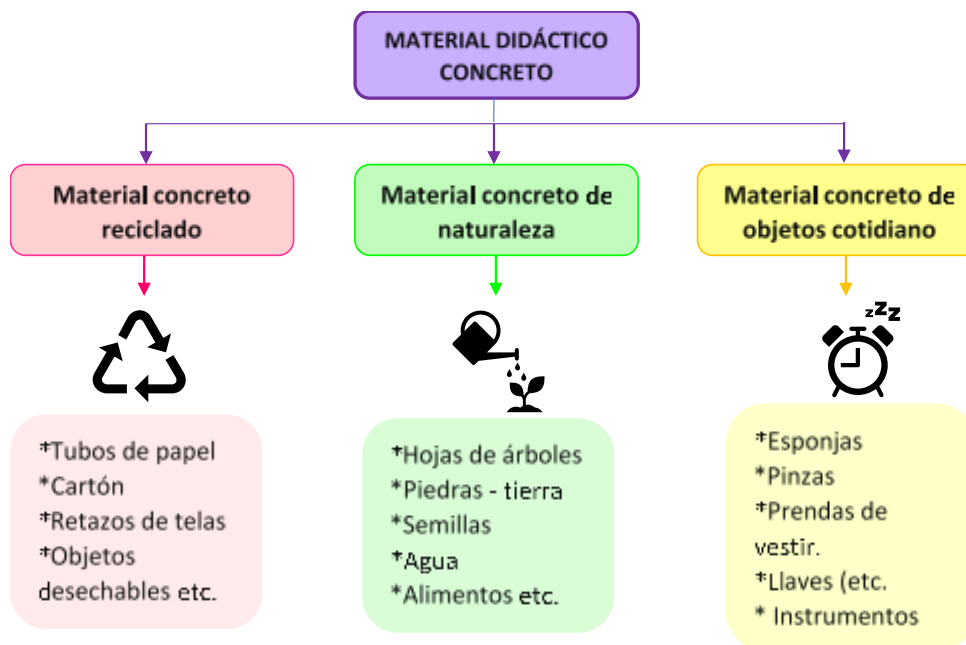 MATERIAL DIDÁCTICO
CONCRETO
Material concreto
reciclado
Material concreto de
naturaleza
Material concreto de
objetos cotidiano
zzz
*Tubos de papel
*Cartón
*Retazos de telas
*Objetos
desechables etc.
*Hojas de árboles
*Piedras - tierra
*Semillas
*Agua
*Alimentos etc.
*Esponjas
*Pinzas
*Prendas de
vestir.
*Llaves (etc.
* Instrumentos